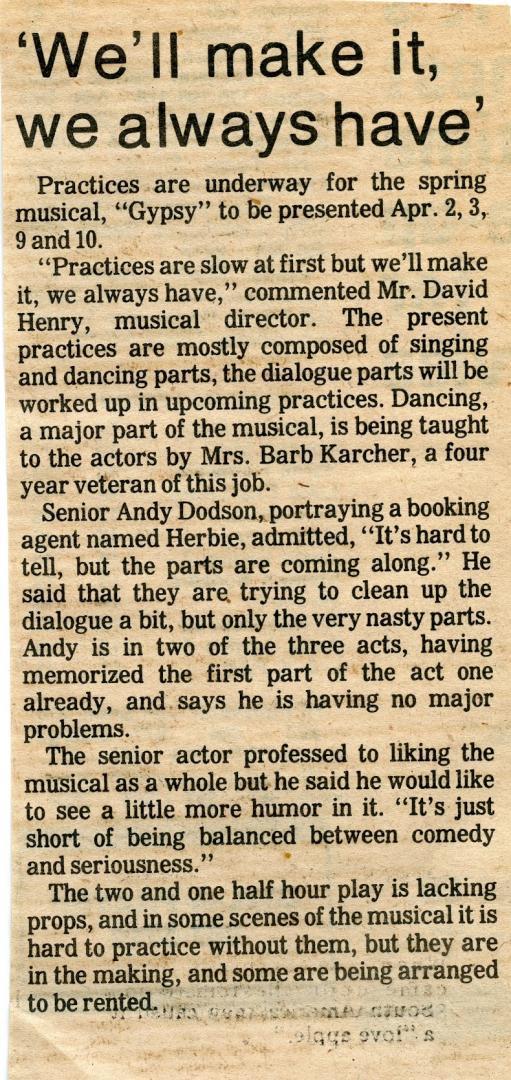 ‘We’ll make it,
we always have’
Practices are underway for the spring
musical, “Gypsy” to be presented Apr. 2, 3,
9 and 10.
“Practices are slow at first but we’ll make
it, we always have,” commented Mr. David
Henry, musical director. The present
practices are mostly composed of singing
and dancing parts, the dialogue parts will be
worked up in upcoming practices. Dancing,
a major part of the musical, is being taught
to the actors by Mrs. Barb Karcher, a four
year veteran of this job.
Senior Andy Dodson, portraying a booking
agent named Herbie, admitted, “It’s hard to
tell, but the parts are coming along.” He
said that they are trying to clean up the
dialogue a bit, but only the very nasty parts.
Andy is in two of the three acts, having
memorized the first part of the act one
already, and says he is having no major
problems.
The senior actor professed to liking the
musical as a whole but he said he would like
to see a little more humor in it. “It’s just
short of being balanced between comedy
and seriousness.”
The two and one half hour play is lacking
props, and in some scenes of the musical it is
hard to practice without them, but they are
in the making, and some are being arranged
to be rented.
South America
a “love apple.